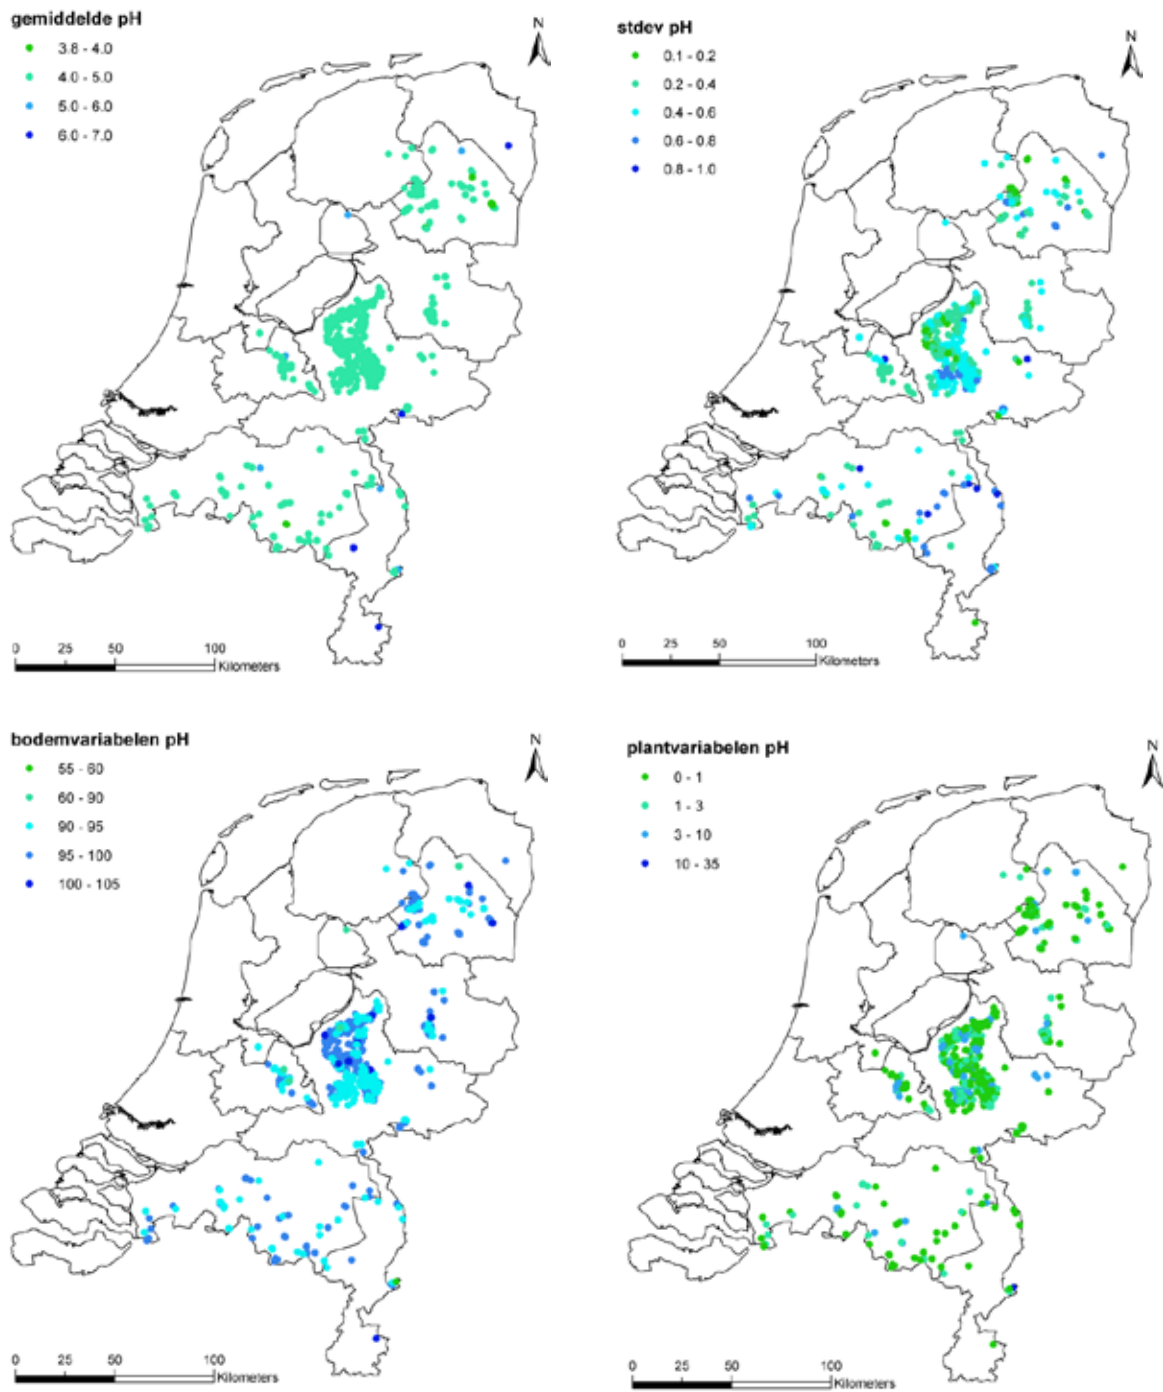 gemiddelde pH
3.8 - 4.0
4.0 - 5.0
5.0 - 6.0
6.0 - 7.0
N
0 25 50 100
Kilometers
stdev pH
0.1 - 0.2
0.2 - 0.4
0.4 - 0.6
0.6 - 0.8
0.8 - 1.0
N
0 25 50 100
Kilometers
bodemvariabelen pH
55 - 60
60 - 90
90 - 95
95 - 100
100 - 105
N
0 25 50 100
Kilometers
plantvariabelen pH
0 - 1
1 - 3
3 - 10
10 - 35
N
0 25 50 100
Kilometers